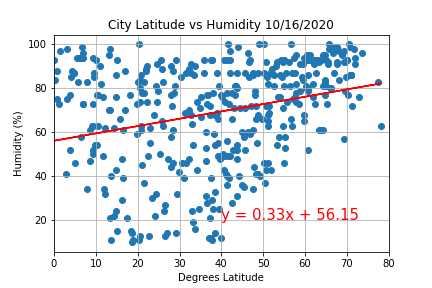 City Latitude vs Humidity 10/16/2020
Humidity (%)
100
80
60
40
20
y = 0.33x + 56.15
0 10 20 30 40 50 60 70 80
Degrees Latitude